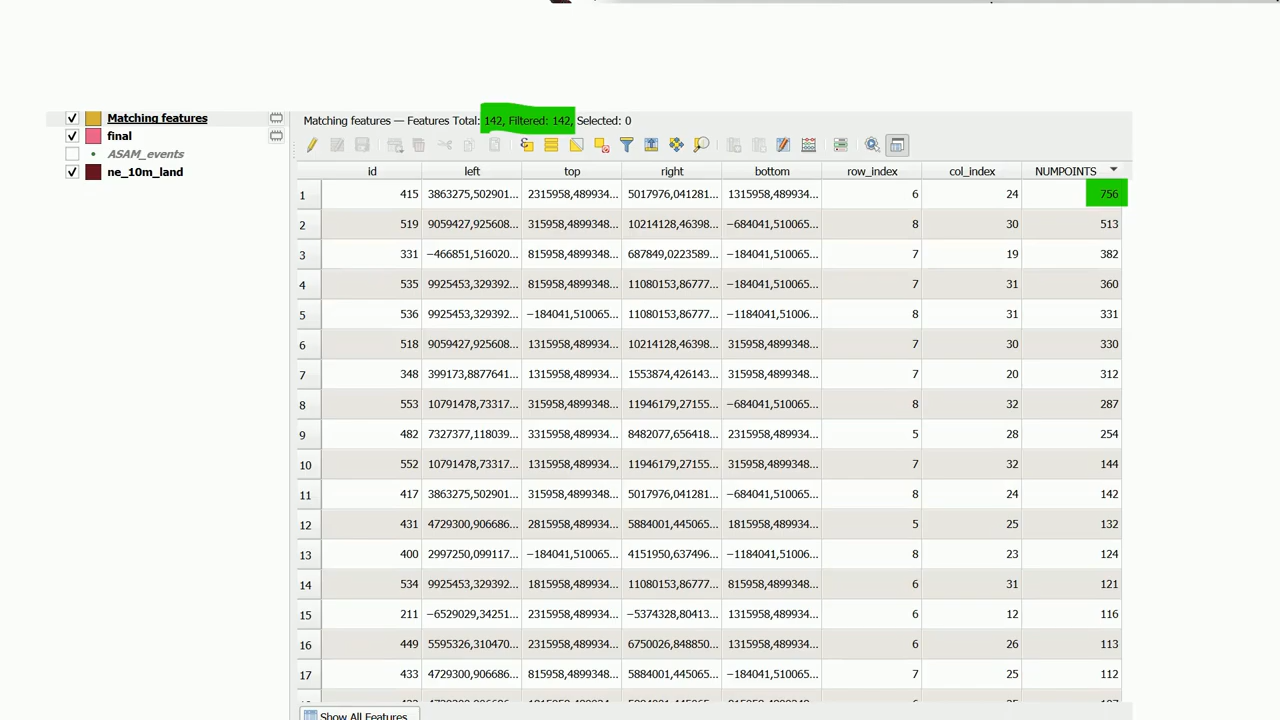 Matching features
final
ASAM_events
ne_10m_land
Matching features — Features Total: 142, Filtered: 142, Selected: 0
id left top right bottom row_index col_index NUMPOINTS
1 415 3863275,502901... 2315958,489934... 5017976,041281... 1315958,489934... 6 24 756
2 519 9059427,925608... 315958,4899348... 10214128,46398... −684041,510065... 8 30 513
3 331 −466851,516020... 815958,4899348... 687849,0223589... −184041,510065... 7 19 382
4 535 9925453,329392... 815958,4899348... 11080153,86777... −184041,510065... 7 31 360
5 536 9925453,329392... −184041,510065... 11080153,86777... −1184041,51006... 8 31 331
6 518 9059427,925608... 1315958,489934... 10214128,46398... 315958,4899348... 7 30 330
7 348 399173,8877641... 1315958,489934... 1553874,426143... 315958,4899348... 7 20 312
8 553 10791478,73317... 315958,4899348... 11946179,27155... −684041,510065... 8 32 287
9 482 7327377,118039... 3315958,489934... 8482077,656418... 2315958,489934... 5 28 254
10 552 10791478,73317... 1315958,489934... 11946179,27155... 315958,4899348... 7 32 144
11 417 3863275,502901... 315958,4899348... 5017976,041281... −684041,510065... 8 24 142
12 431 4729300,906686... 2815958,489934... 5884001,445065... 1815958,489934... 5 25 132
13 400 2997250,099117... −184041,510065... 4151950,637496... −1184041,51006... 8 23 124
14 534 9925453,329392... 1815958,489934... 11080153,86777... 815958,4899348... 6 31 121
15 211 −6529029,34251... 2315958,489934... −5374328,80413... 1315958,489934... 6 12 116
16 449 5595326,310470... 2315958,489934... 6750026,848850... 1315958,489934... 6 26 113
17 433 4729300,906686... 815958,4899348... 5884001,445065... −184041,510065... 7 25 112
Show All Features